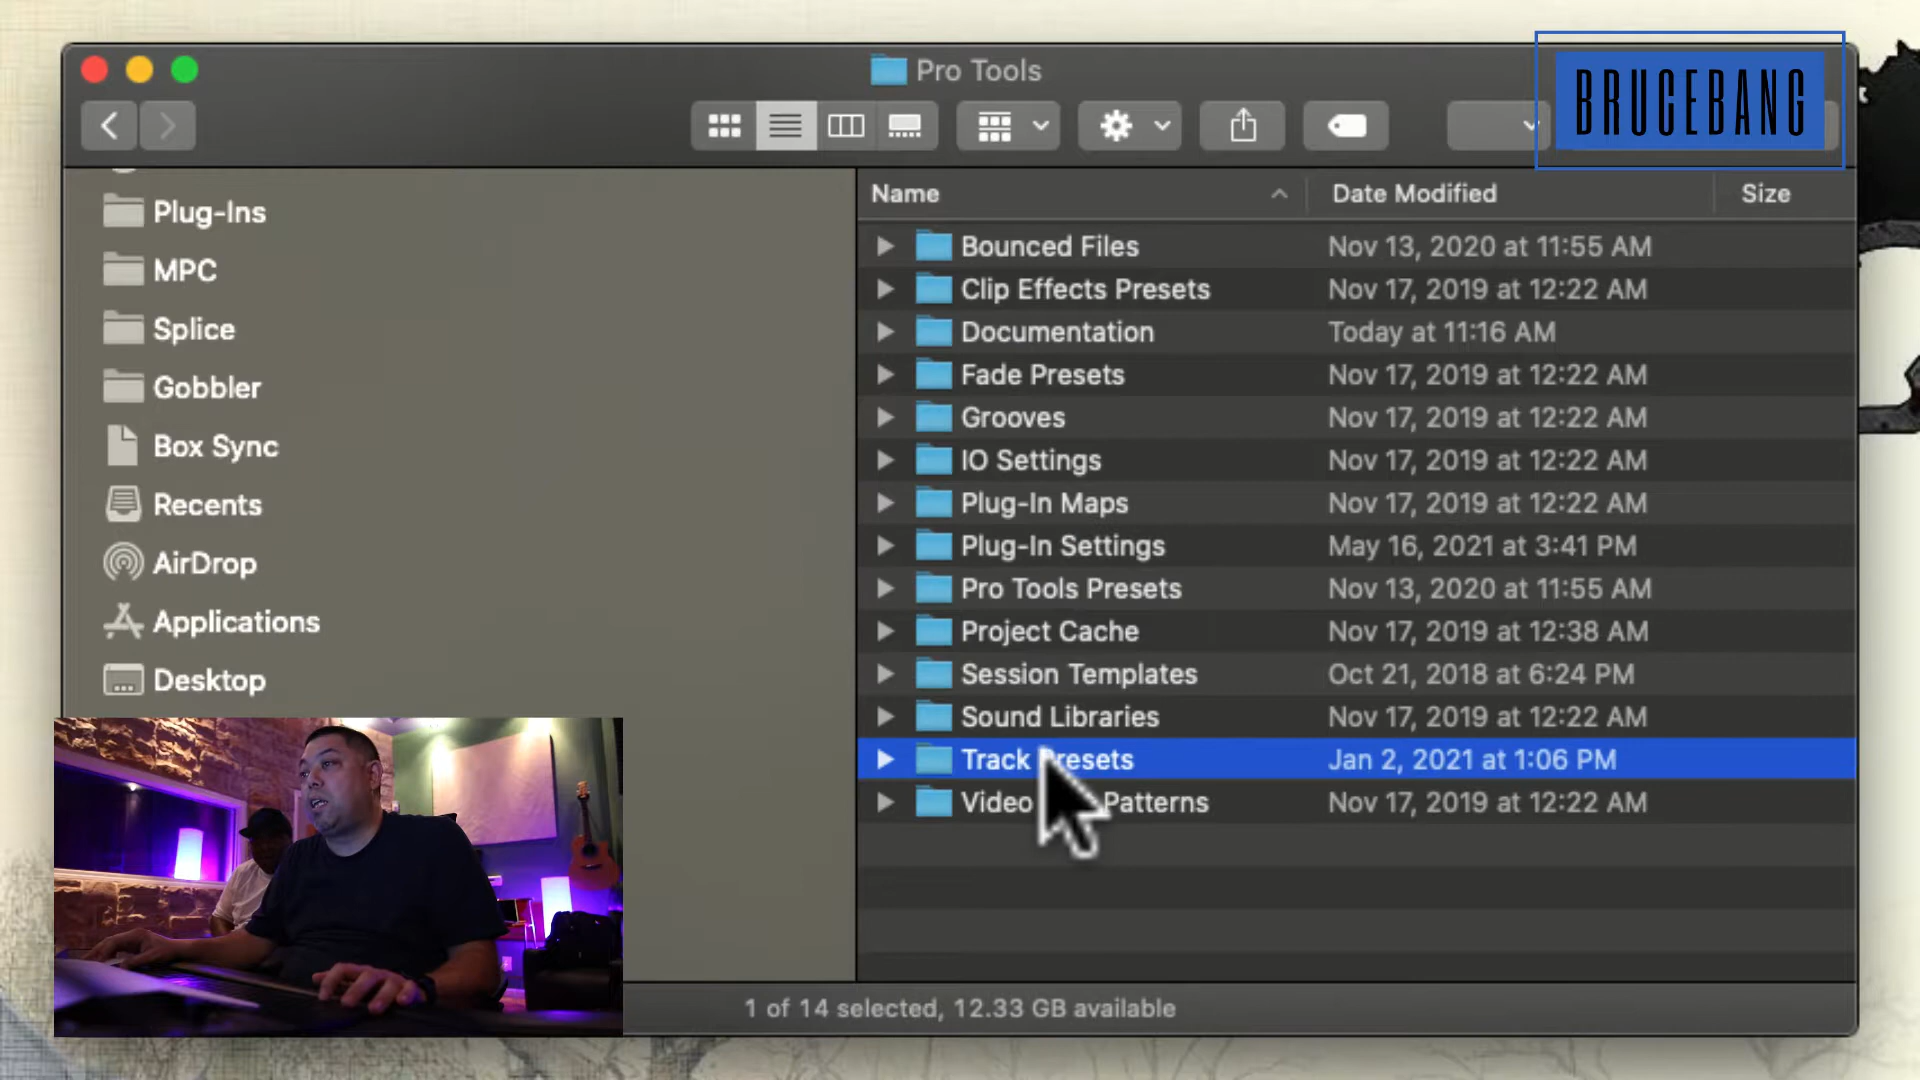 Pro Tools
BRUCEBANG
Plug-Ins
MPC
Splice
Gobbler
Box Sync
Recents
AirDrop
Applications
Desktop
Name Date Modified Size
Bounced Files Nov 13, 2020 at 11:55 AM
Clip Effects Presets Nov 17, 2019 at 12:22 AM
Documentation Today at 11:16 AM
Fade Presets Nov 17, 2019 at 12:22 AM
Grooves Nov 17, 2019 at 12:22 AM
IO Settings Nov 17, 2019 at 12:22 AM
Plug-In Maps Nov 17, 2019 at 12:22 AM
Plug-In Settings May 16, 2021 at 3:41 PM
Pro Tools Presets Nov 13, 2020 at 11:55 AM
Project Cache Nov 17, 2019 at 12:38 AM
Session Templates Oct 21, 2018 at 6:24 PM
Sound Libraries Nov 17, 2019 at 12:22 AM
Track Presets Jan 2, 2021 at 1:06 PM
Video Patterns Nov 17, 2019 at 12:22 AM
1 of 14 selected, 12.33 GB available